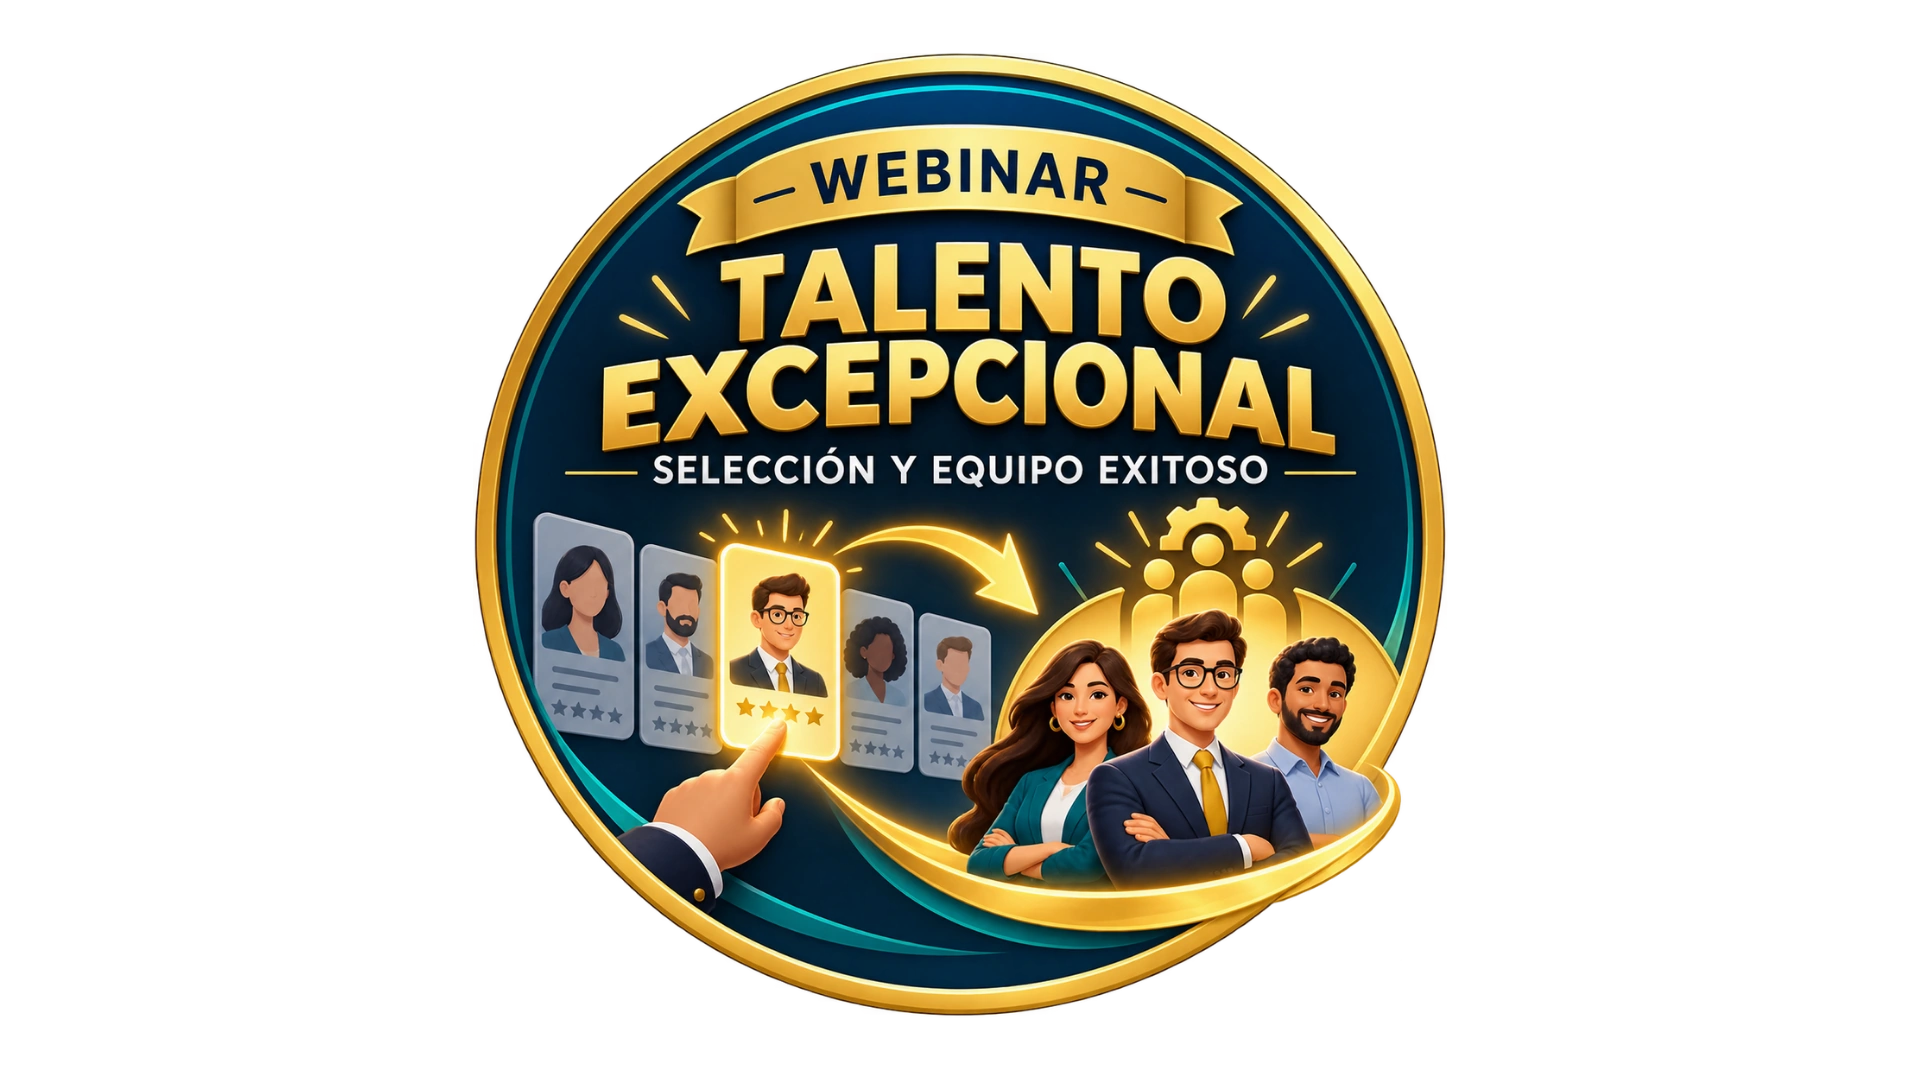 — WEBINAR —
TALENTO
EXCEPCIONAL
SELECCIÓN Y EQUIPO EXITOSO